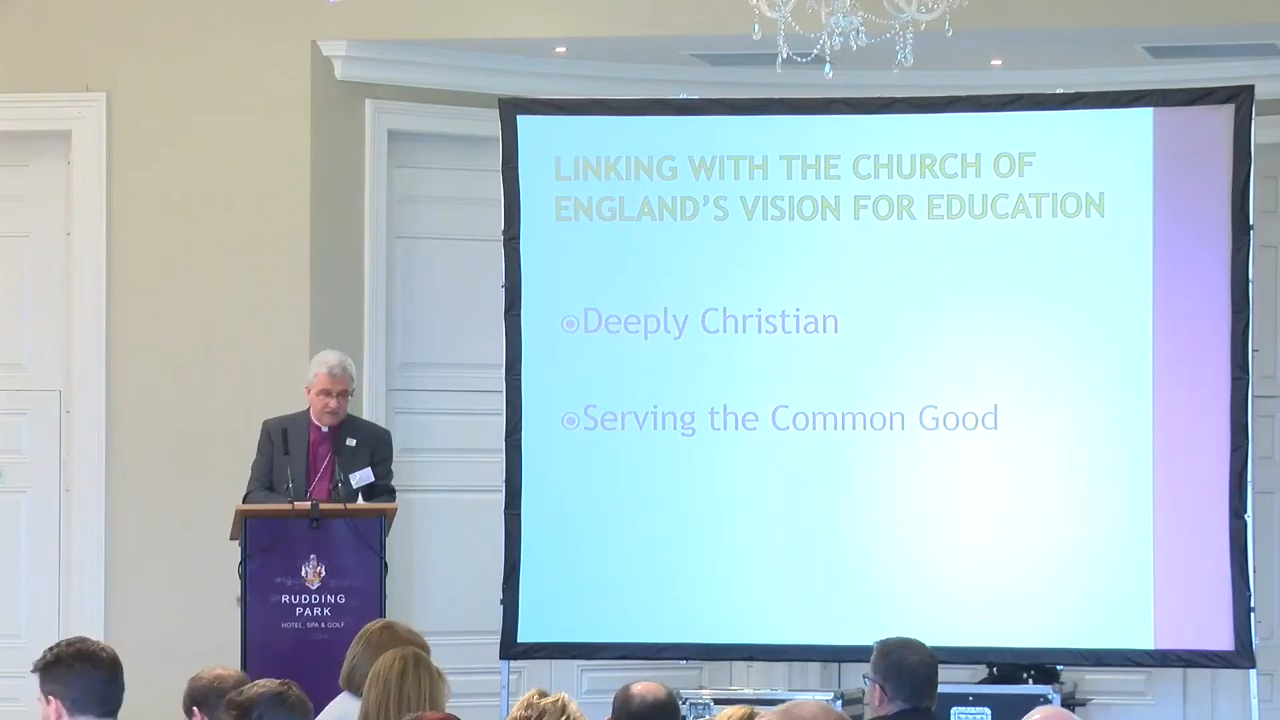 LINKING WITH THE CHURCH OF
ENGLAND'S VISION FOR EDUCATION
Deeply Christian
Serving the Common Good
RUDDING
PARK
HOTEL, SPA & GOLF